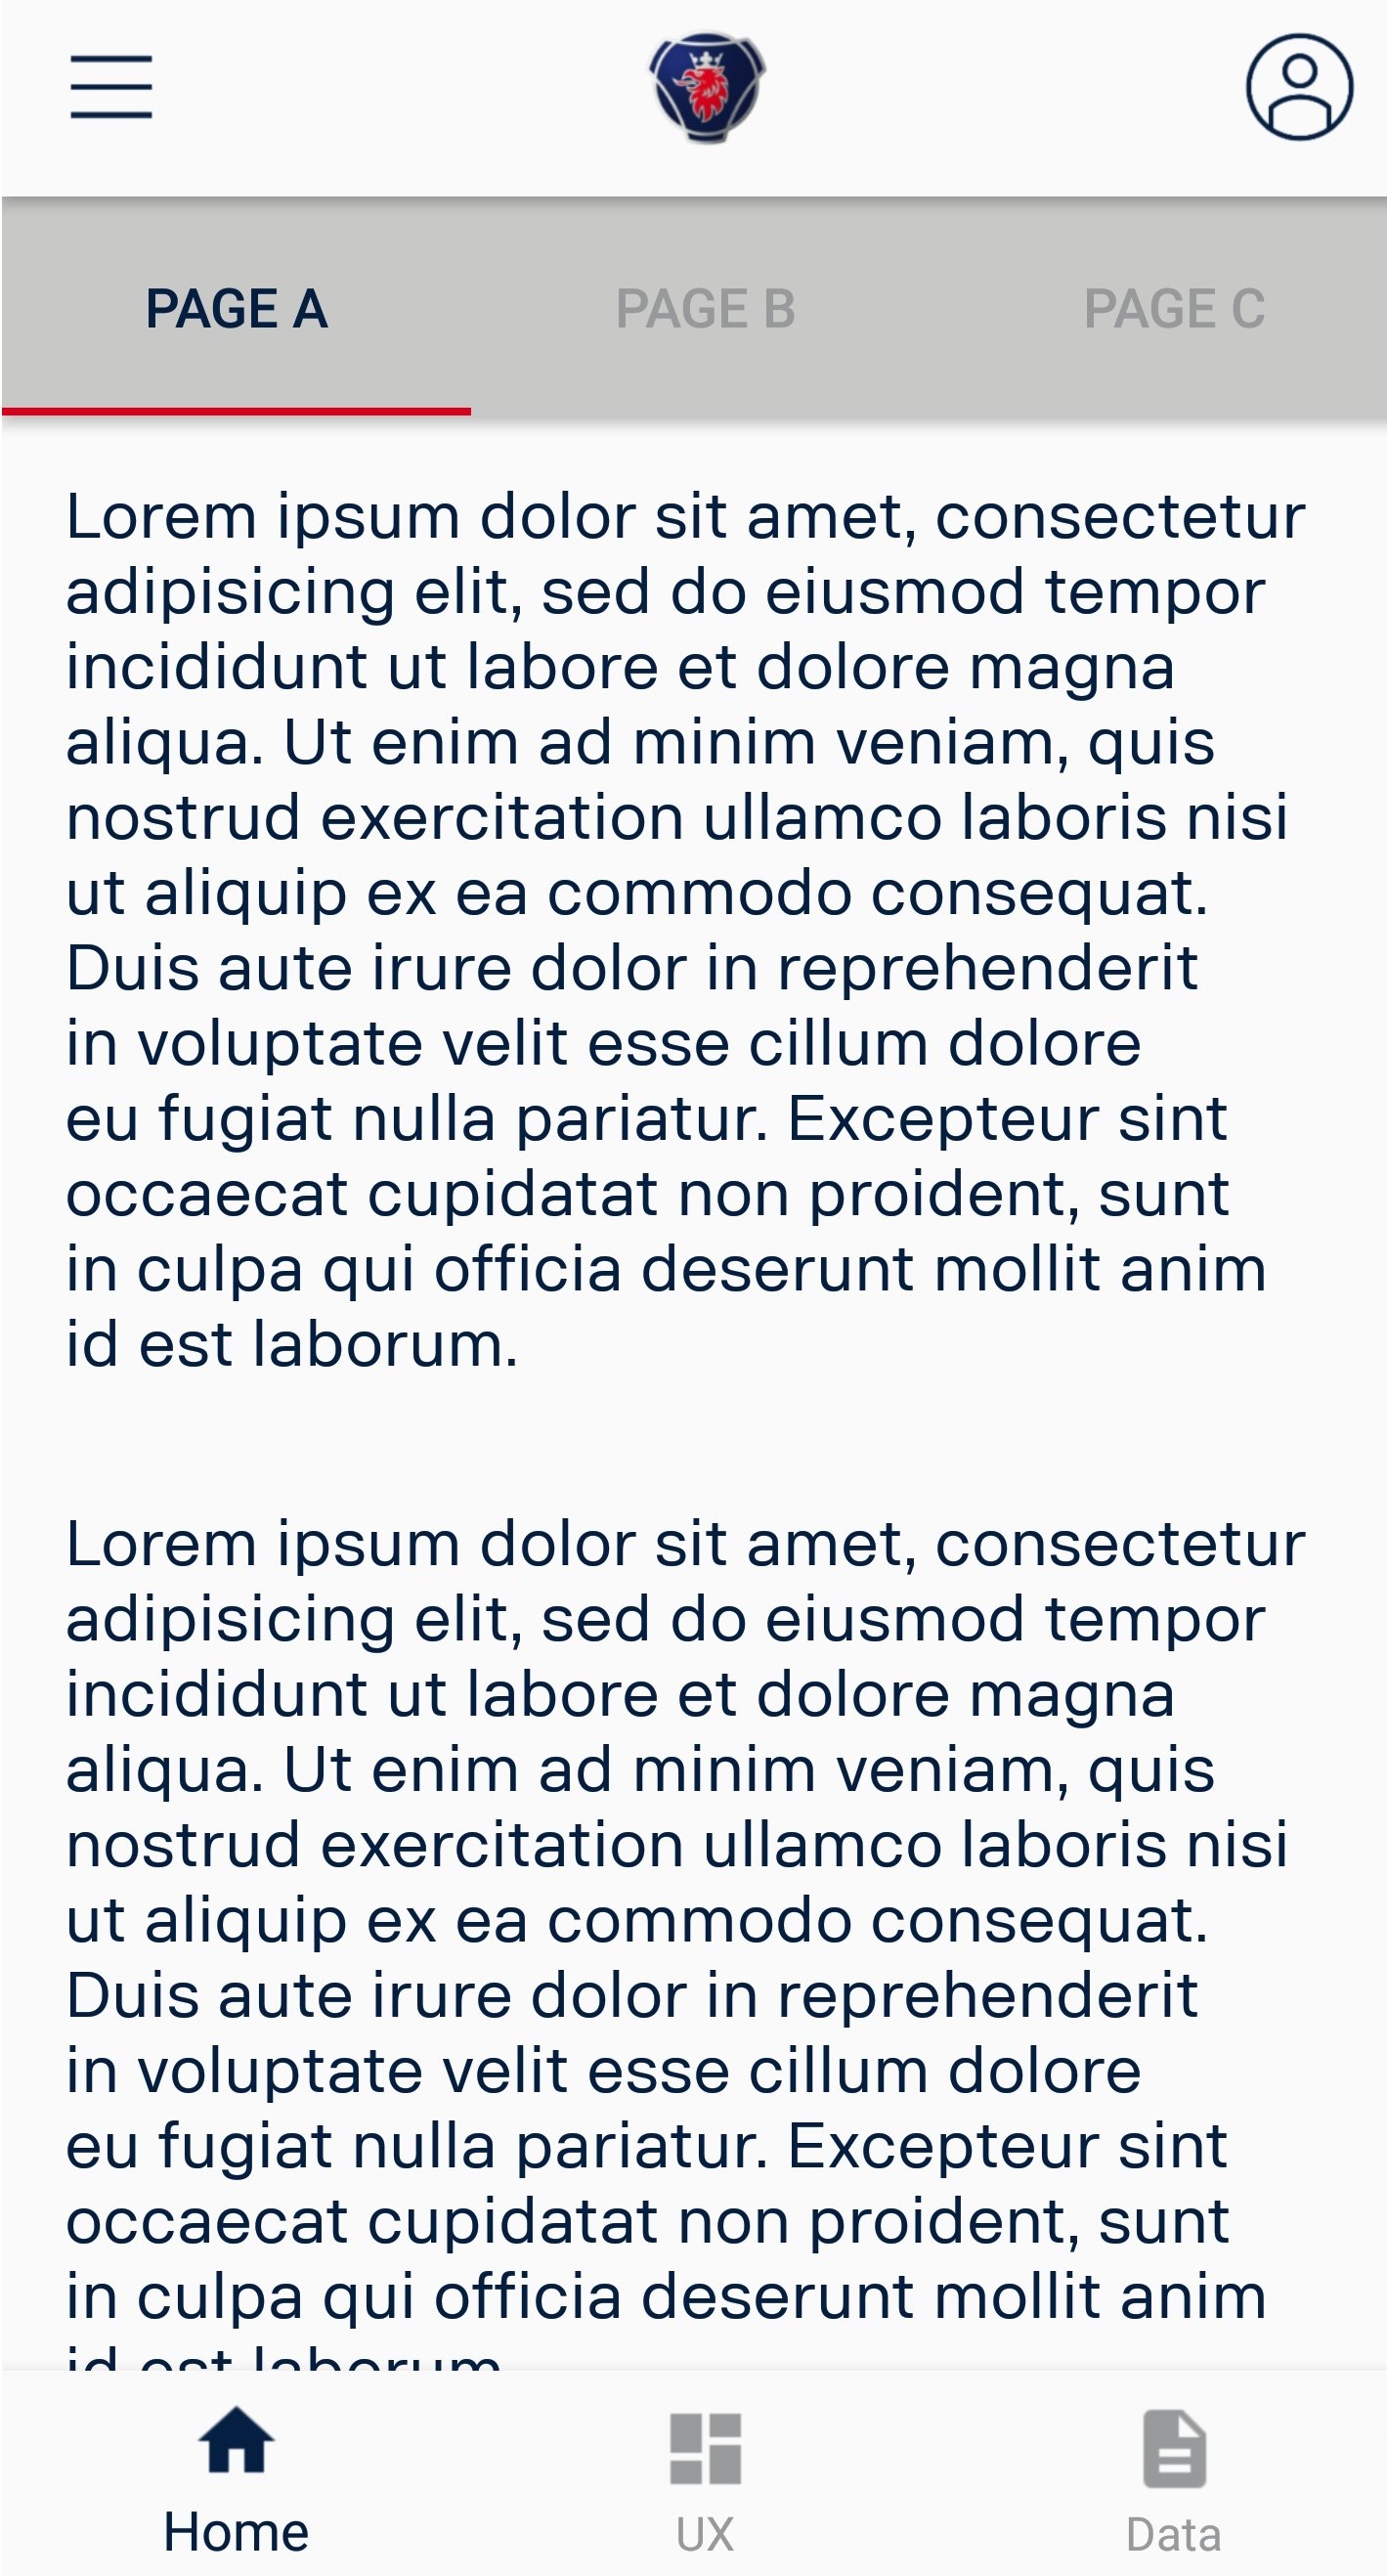 PAGE A PAGE B PAGE C
Lorem ipsum dolor sit amet, consectetur
adipisicing elit, sed do eiusmod tempor
incididunt ut labore et dolore magna
aliqua. Ut enim ad minim veniam, quis
nostrud exercitation ullamco laboris nisi
ut aliquip ex ea commodo consequat.
Duis aute irure dolor in reprehenderit
in voluptate velit esse cillum dolore
eu fugiat nulla pariatur. Excepteur sint
occaecat cupidatat non proident, sunt
in culpa qui officia deserunt mollit anim
id est laborum.
Lorem ipsum dolor sit amet, consectetur
adipisicing elit, sed do eiusmod tempor
incididunt ut labore et dolore magna
aliqua. Ut enim ad minim veniam, quis
nostrud exercitation ullamco laboris nisi
ut aliquip ex ea commodo consequat.
Duis aute irure dolor in reprehenderit
in voluptate velit esse cillum dolore
eu fugiat nulla pariatur. Excepteur sint
occaecat cupidatat non proident, sunt
in culpa qui officia deserunt mollit anim
id est laborum
Home UX Data